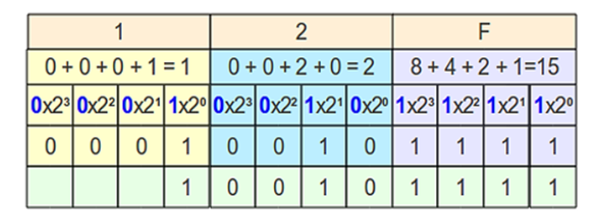 1 2 F
0 + 0 + 0 + 1 = 1 0 + 0 + 2 + 0 = 2 8 + 4 + 2 + 1=15
0x2³ 0x2² 0x2¹ 1x2⁰ 0x2³ 0x2² 1x2¹ 0x2⁰ 1x2³ 1x2² 1x2¹ 1x2⁰
0 0 0 1 0 0 1 0 1 1 1 1
1 0 0 1 0 1 1 1 1